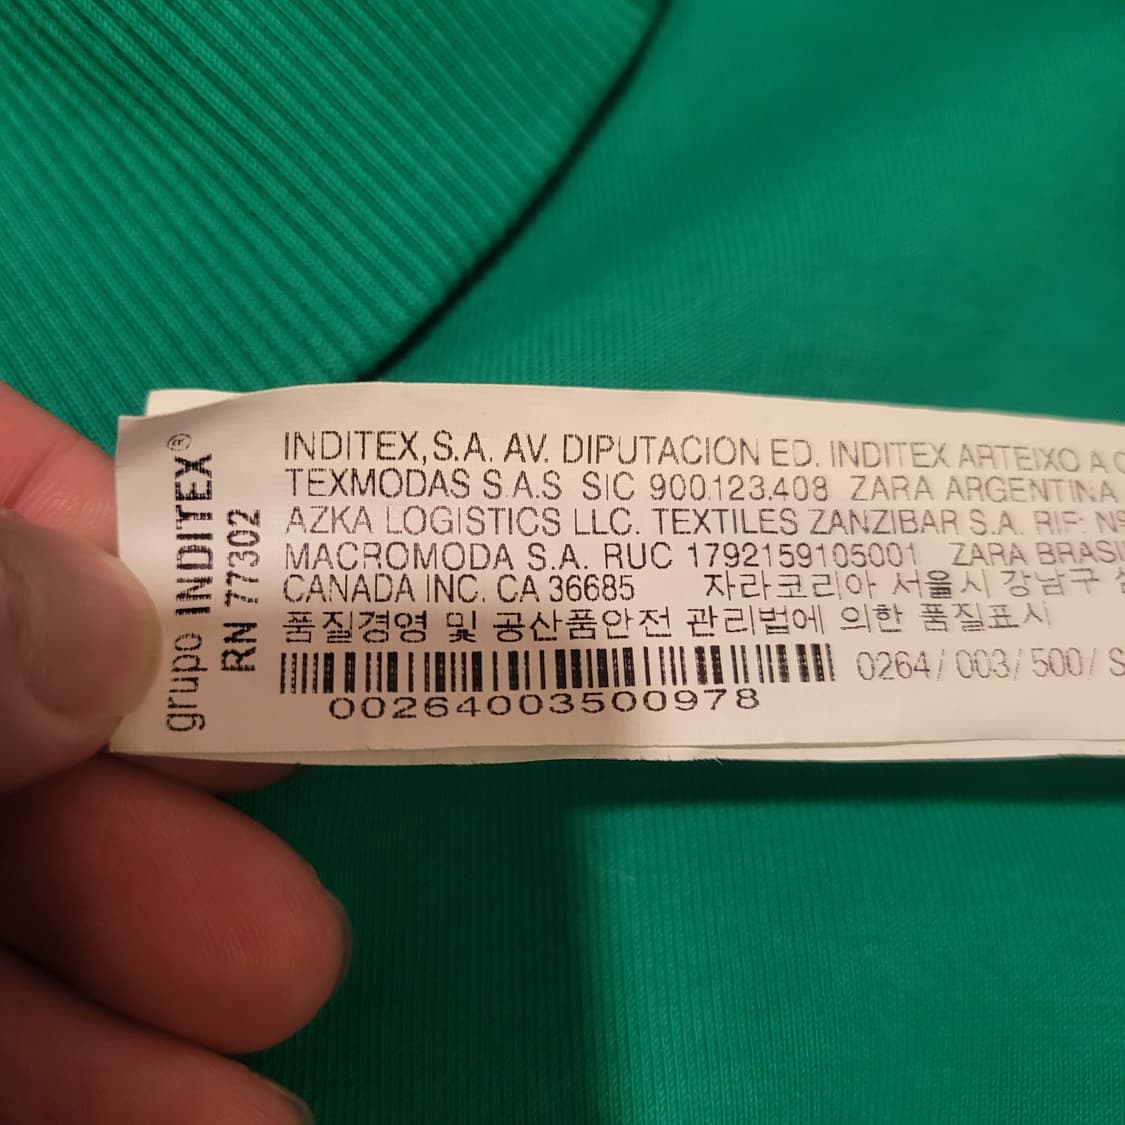 grupo INDITEX®
RN 77302
INDITEX, S.A. AV. DIPUTACION ED. INDITEX ARTEIXO A
TEXMODAS S.A.S SIC 900.123.408 ZARA ARGENTINA
AZKA LOGISTICS LLC. TEXTILES ZANZIBAR S.A. RIF:
MACROMODA S.A. RUC 1792159105001 ZARA
CANADA INC. CA 36685 자라코리아 서울시 강남구
품질경영 및 공산품안전 관리법에 의한 품질표시
0264/003/500/S
00264003500978